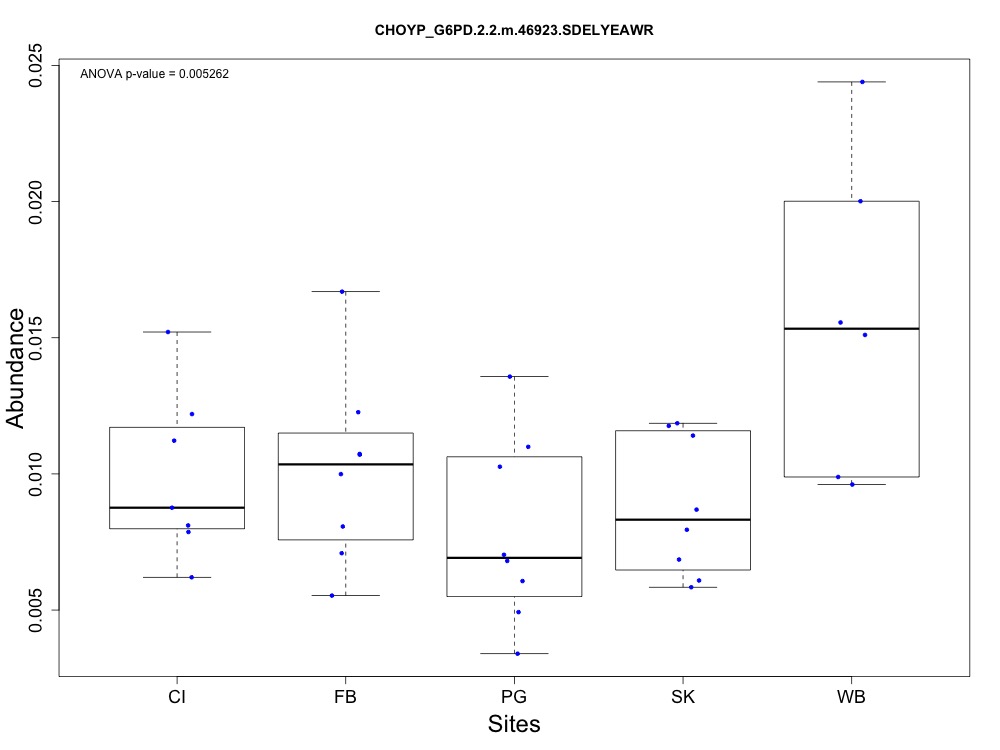 CHOYP_G6PD.2.2.m.46923.SDELYEAWR
ANOVA p-value = 0.005262
0.025
0.020
0.015
0.010
0.005
Abundance
CI FB PG SK WB
Sites